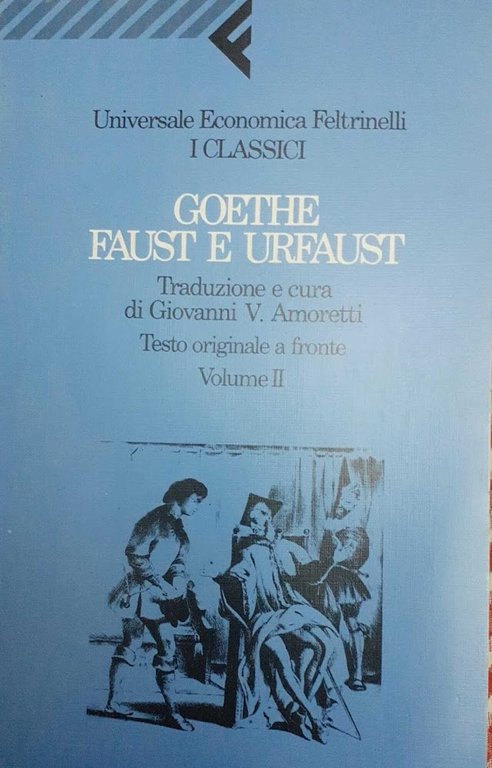 Universale Economica Feltrinelli
I CLASSICI
GOETHE
FAUST E URFAUST
Traduzione e cura
di Giovanni V. Amoretti
Testo originale a fronte
Volume II